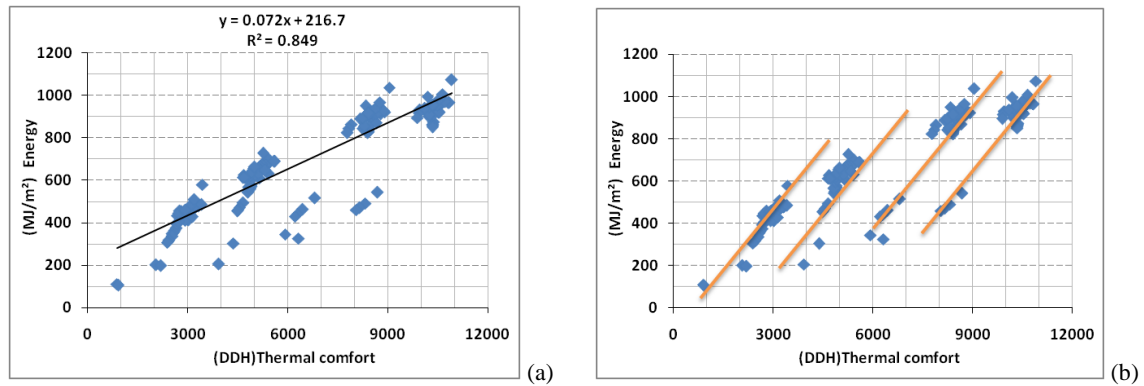 y = 0.072x + 216.7
R² = 0.849
(MJ/m²) Energy
1200
1000
800
600
400
200
0
0 3000 6000 9000 12000
(DDH)Thermal comfort
(a)
(MJ/m²) Energy
1200
1000
800
600
400
200
0
0 3000 6000 9000 12000
(DDH)Thermal comfort
(b)